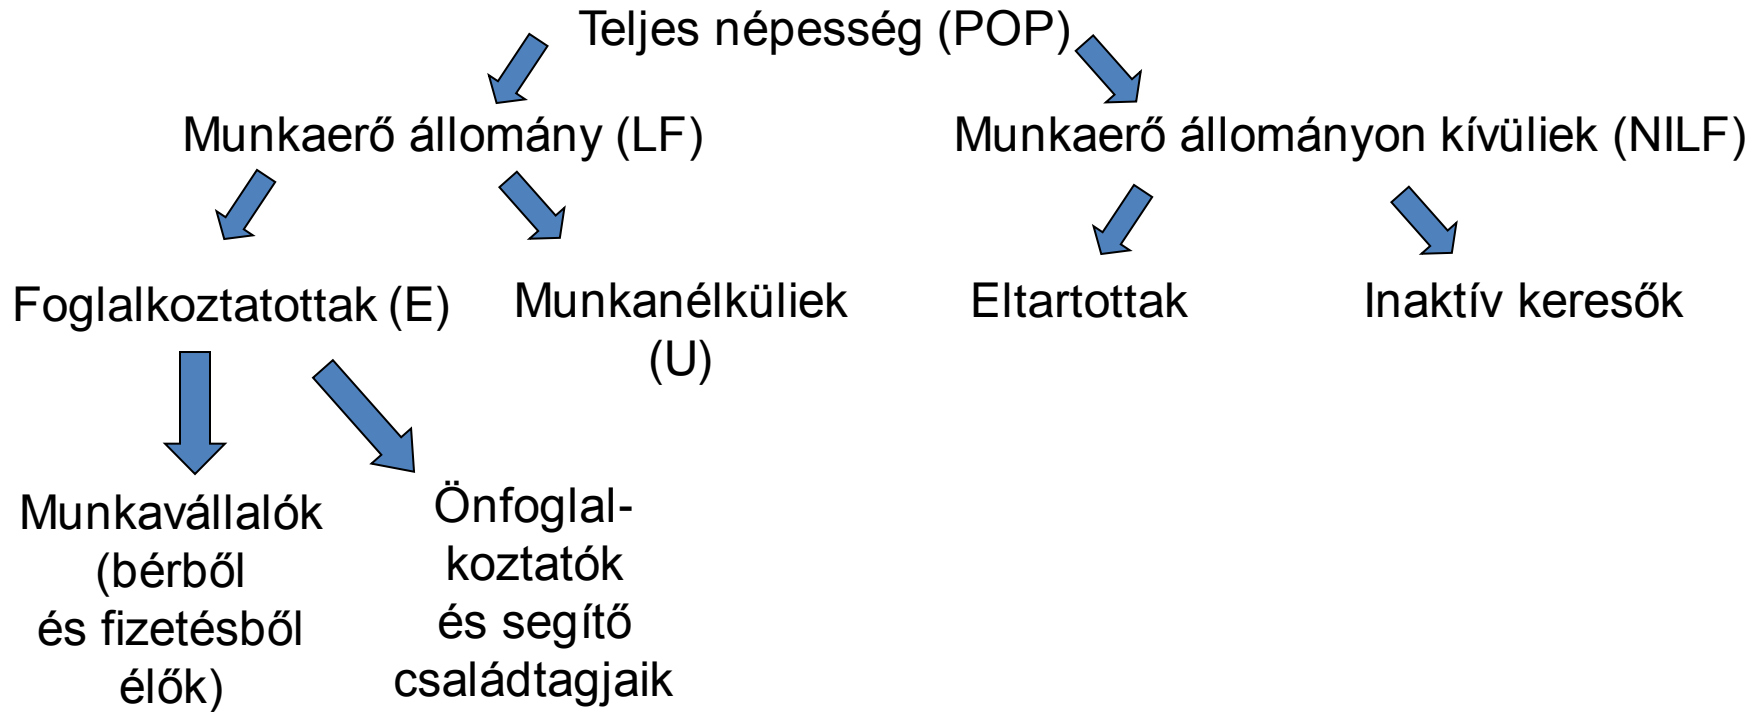 Teljes népesség (POP)
Munkaerő állomány (LF)
Munkaerő állományon kívüliek (NILF)
Foglalkoztatottak (E)
Munkanélküliek
(U)
Eltartottak
Inaktív keresők
Munkavállalók
(bérből
és fizetésből
élők)
Önfoglal-
koztatók
és segítő
családtagjaik